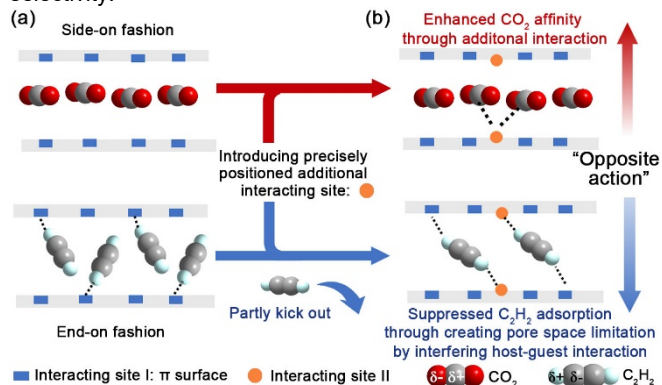 selectivity.
(a)
Side-on fashion
(b)
Enhanced CO₂ affinity
through additonal interaction
Introducing precisely
positioned additional
interacting site:
"Opposite
action"
Partly kick out
End-on fashion
Suppressed C₂H₂ adsorption
through creating pore space limitation
by interfering host-guest interaction
Interacting site I: π surface
Interacting site II
δ- δ+ CO₂
δ+ δ- C₂H₂